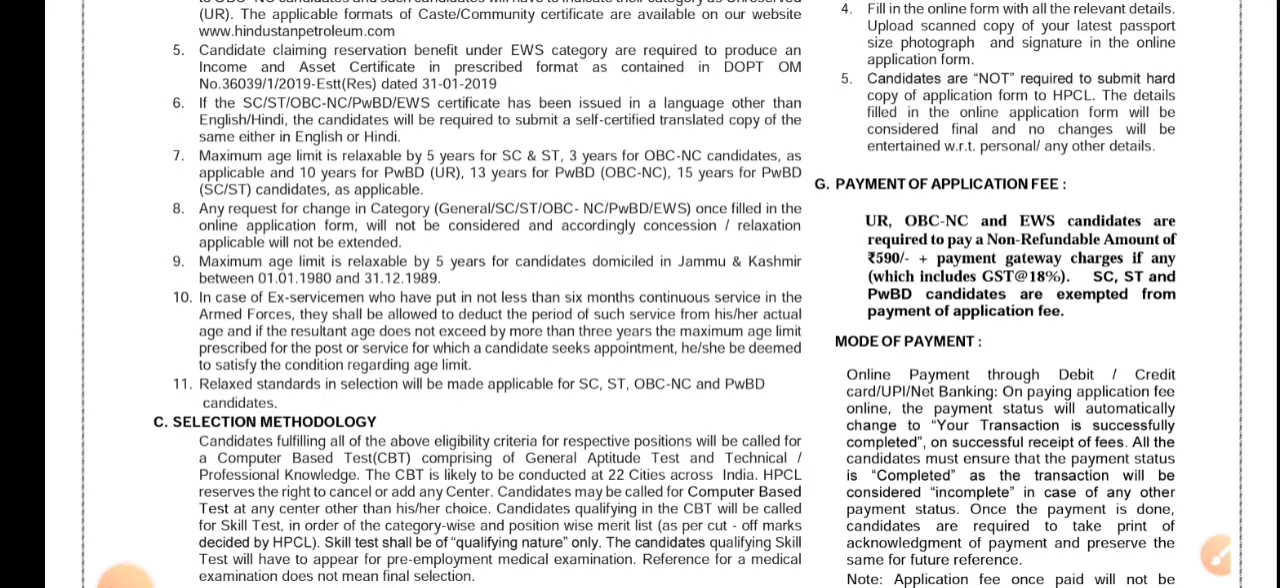 (UR). The applicable formats of Caste/Community certificate are available on our website
www.hindustanpetroleum.com
5. Candidate claiming reservation benefit under EWS category are required to produce an
Income and Asset Certificate in prescribed format as contained in DOPT OM
No.36039/1/2019-Estt(Res) dated 31-01-2019
6. If the SC/ST/OBC-NC/PwBD/EWS certificate has been issued in a language other than
English/Hindi, the candidates will be required to submit a self-certified translated copy of the
same either in English or Hindi.
7. Maximum age limit is relaxable by 5 years for SC & ST, 3 years for OBC-NC candidates, as
applicable and 10 years for PwBD (UR), 13 years for PwBD (OBC-NC), 15 years for PwBD
(SC/ST) candidates, as applicable.
8. Any request for change in Category (General/SC/ST/OBC- NC/PwBD/EWS) once filled in the
online application form, will not be considered and accordingly concession / relaxation
applicable will not be extended.
9. Maximum age limit is relaxable by 5 years for candidates domiciled in Jammu & Kashmir
between 01.01.1980 and 31.12.1989.
10. In case of Ex-servicemen who have put in not less than six months continuous service in the
Armed Forces, they shall be allowed to deduct the period of such service from his/her actual
age and if the resultant age does not exceed by more than three years the maximum age limit
prescribed for the post or service for which a candidate seeks appointment, he/she be deemed
to satisfy the condition regarding age limit.
11. Relaxed standards in selection will be made applicable for SC, ST, OBC-NC and PwBD
candidates.
C. SELECTION METHODOLOGY
Candidates fulfilling all of the above eligibility criteria for respective positions will be called for
a Computer Based Test(CBT) comprising of General Aptitude Test and Technical /
Professional Knowledge. The CBT is likely to be conducted at 22 Cities across India. HPCL
reserves the right to cancel or add any Center. Candidates may be called for Computer Based
Test at any center other than his/her choice. Candidates qualifying in the CBT will be called
for Skill Test, in order of the category-wise and position wise merit list (as per cut - off marks
decided by HPCL). Skill test shall be of “qualifying nature” only. The candidates qualifying Skill
Test will have to appear for pre-employment medical examination. Reference for a medical
examination does not mean final selection.
4. Fill in the online form with all the relevant details.
Upload scanned copy of your latest passport
size photograph and signature in the online
application form.
5. Candidates are “NOT” required to submit hard
copy of application form to HPCL. The details
filled in the online application form will be
considered final and no changes will be
entertained w.r.t. personal/ any other details.
G. PAYMENT OF APPLICATION FEE :
UR, OBC-NC and EWS candidates are
required to pay a Non-Refundable Amount of
₹590/- + payment gateway charges if any
(which includes GST@18%). SC, ST and
PwBD candidates are exempted from
payment of application fee.
MODE OF PAYMENT :
Online Payment through Debit / Credit
card/UPI/Net Banking: On paying application fee
online, the payment status will automatically
change to “Your Transaction is successfully
completed”, on successful receipt of fees. All the
candidates must ensure that the payment status
is “Completed” as the transaction will be
considered “incomplete” in case of any other
payment status. Once the payment is done,
candidates are required to take print of
acknowledgment of payment and preserve the
same for future reference.
Note: Application fee once paid will not be